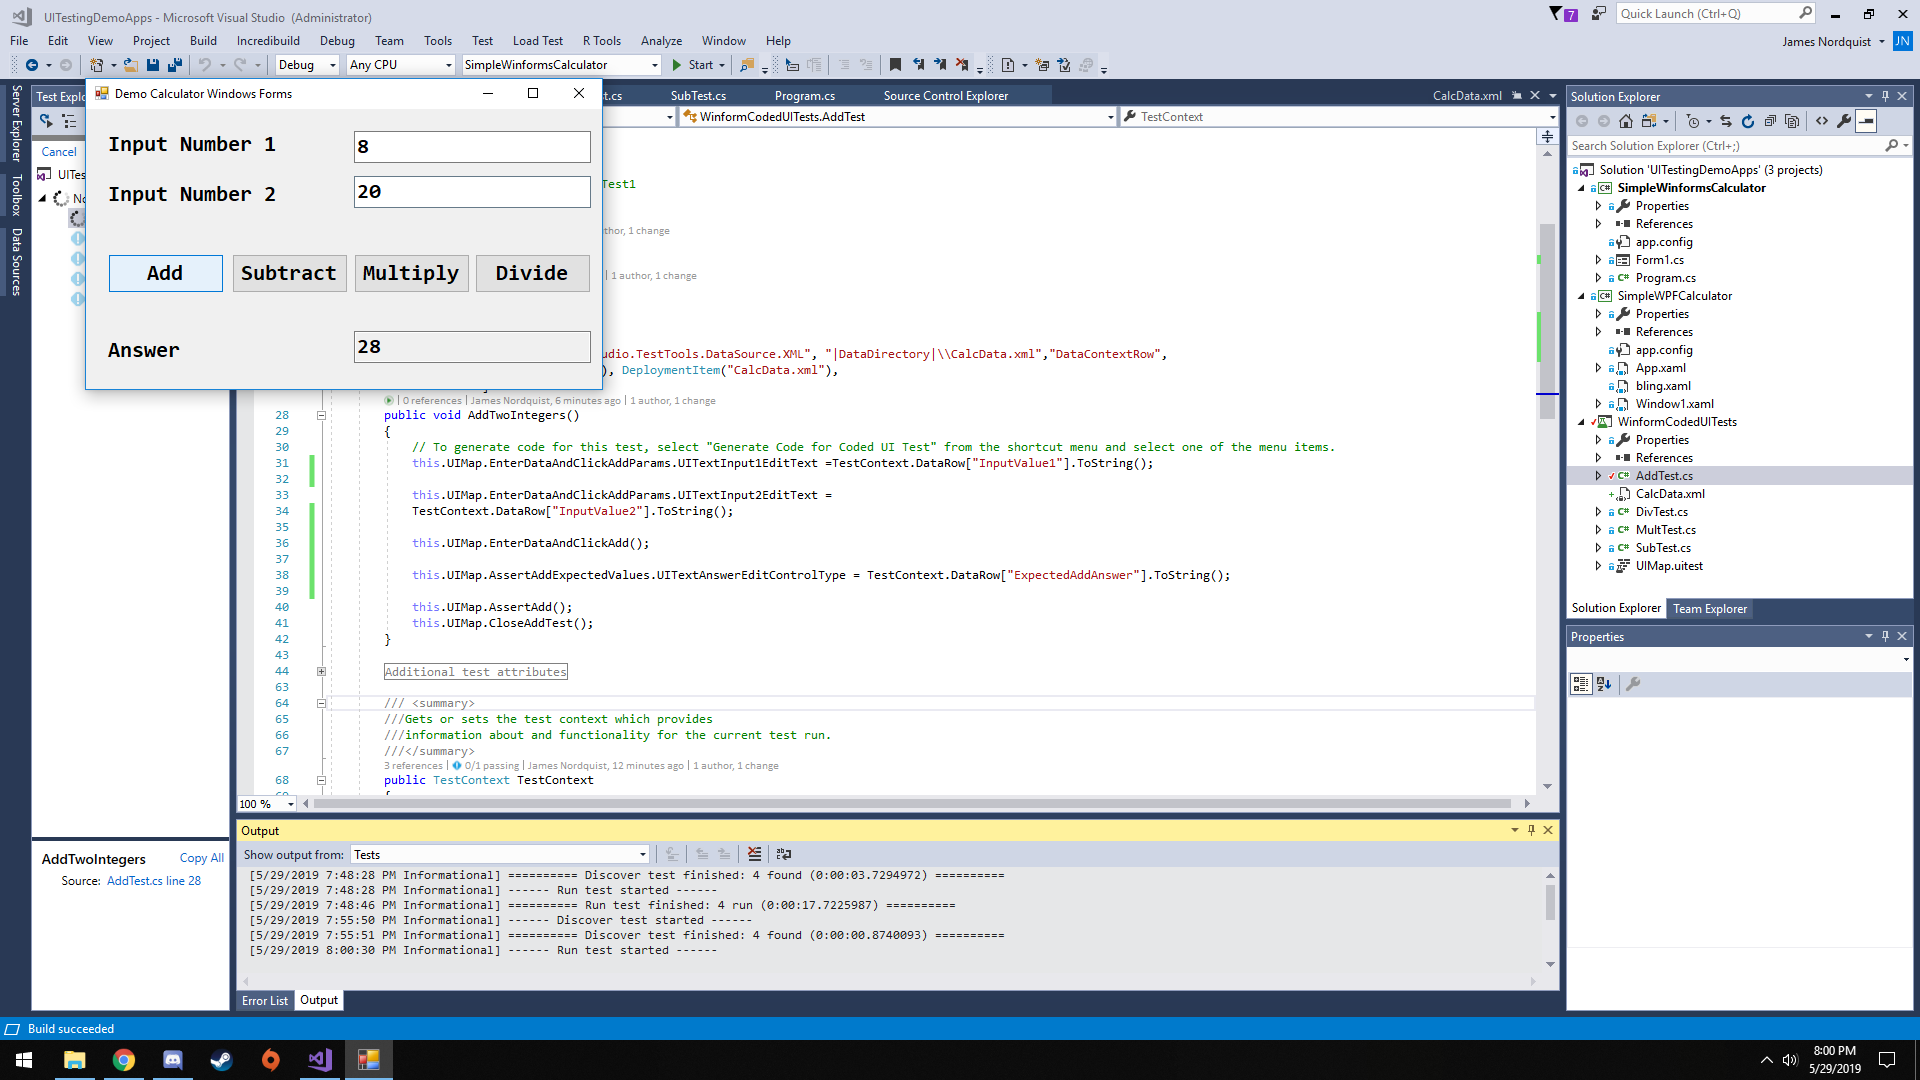 UITestingDemoApps - Microsoft Visual Studio (Administrator)
7
Quick Launch (Ctrl+Q)
File Edit View Project Build Incredibuild Debug Team Tools Test Load Test R Tools Analyze Window Help
James Nordquist
JN
Debug
Any CPU
SimpleWinformsCalculator
Start
Server Explorer
Toolbox
Data Sources
Test Explo
Cancel
UITes
No
Demo Calculator Windows Forms
Input Number 1
8
Input Number 2
20
Add
Subtract
Multiply
Divide
Answer
28
t.cs
SubTest.cs
Program.cs
Source Control Explorer
CalcData.xml
WinformCodedUITests.AddTest
TestContext
Test1
thor, 1 change
| 1 author, 1 change
udio.TestTools.DataSource.XML", "|DataDirectory|\\CalcData.xml","DataContextRow",
), DeploymentItem("CalcData.xml"),
| 0 references | James Nordquist, 6 minutes ago | 1 author, 1 change
28 public void AddTwoIntegers()
29 {
30 // To generate code for this test, select "Generate Code for Coded UI Test" from the shortcut menu and select one of the menu items.
31 this.UIMap.EnterDataAndClickAddParams.UITextInput1EditText =TestContext.DataRow["InputValue1"].ToString();
32
33 this.UIMap.EnterDataAndClickAddParams.UITextInput2EditText =
34 TestContext.DataRow["InputValue2"].ToString();
35
36 this.UIMap.EnterDataAndClickAdd();
37
38 this.UIMap.AssertAddExpectedValues.UITextAnswerEditControlType = TestContext.DataRow["ExpectedAddAnswer"].ToString();
39
40 this.UIMap.AssertAdd();
41 this.UIMap.CloseAddTest();
42 }
43
44 Additional test attributes
63
64 /// <summary>
65 ///Gets or sets the test context which provides
66 ///information about and functionality for the current test run.
67 ///</summary>
3 references | 0/1 passing | James Nordquist, 12 minutes ago | 1 author, 1 change
68 public TestContext TestContext
69 {
100 %
AddTwoIntegers
Copy All
Source: AddTest.cs line 28
Output
Show output from: Tests
[5/29/2019 7:48:28 PM Informational] ========== Discover test finished: 4 found (0:00:03.7294972) ==========
[5/29/2019 7:48:28 PM Informational] ------ Run test started ------
[5/29/2019 7:48:46 PM Informational] ========== Run test finished: 4 run (0:00:17.7225987) ==========
[5/29/2019 7:55:50 PM Informational] ------ Discover test started ------
[5/29/2019 7:55:51 PM Informational] ========== Discover test finished: 4 found (0:00:00.8740093) ==========
[5/29/2019 8:00:30 PM Informational] ------ Run test started ------
Error List
Output
Solution Explorer
Search Solution Explorer (Ctrl+;)
Solution 'UITestingDemoApps' (3 projects)
SimpleWinformsCalculator
Properties
References
app.config
Form1.cs
Program.cs
SimpleWPFCalculator
Properties
References
app.config
App.xaml
bling.xaml
Window1.xaml
WinformCodedUITests
Properties
References
AddTest.cs
CalcData.xml
DivTest.cs
MultTest.cs
SubTest.cs
UIMap.uitest
Solution Explorer
Team Explorer
Properties
Build succeeded
8:00 PM
5/29/2019